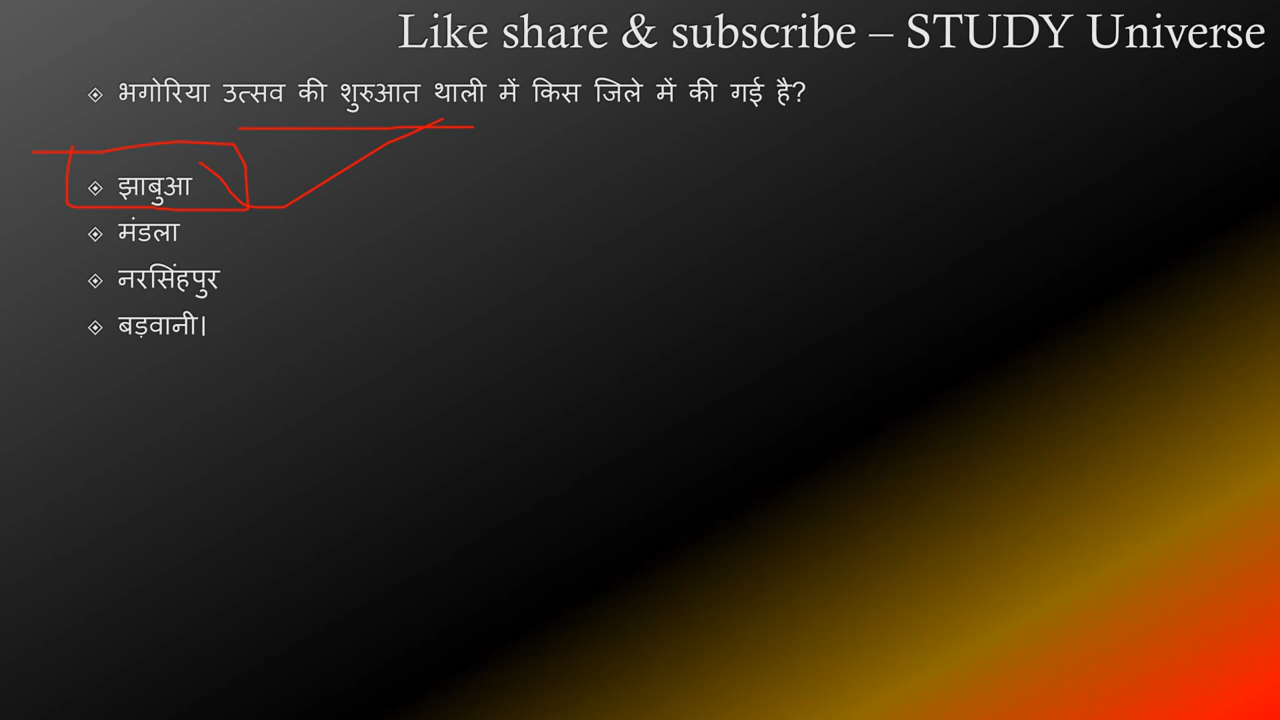 Like share & subscribe – STUDY Universe
भगोरिया उत्सव की शुरुआत थाली में किस जिले में की गई है?
झाबुआ
मंडला
नरसिंहपुर
बड़वानी।